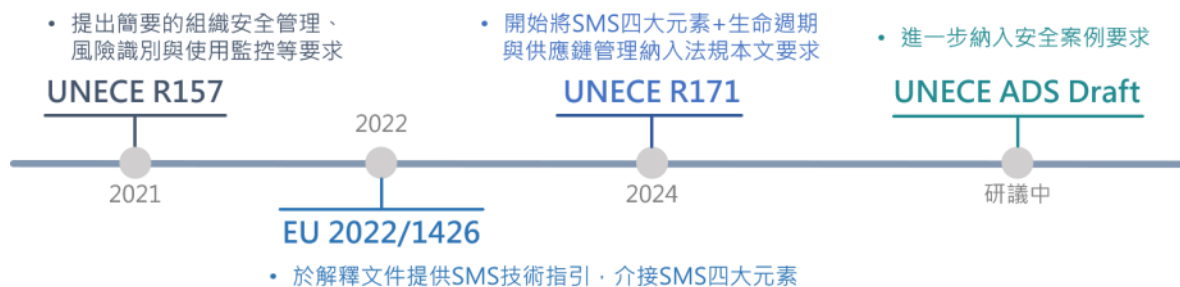 • 提出簡要的組織安全管理、
風險識別與使用監控等要求
UNECE R157
2021
2022
EU 2022/1426
• 於解釋文件提供SMS技術指引，介接SMS四大元素
• 開始將SMS四大元素+生命週期
與供應鏈管理納入法規本文要求
UNECE R171
2024
• 進一步納入安全案例要求
UNECE ADS Draft
研議中